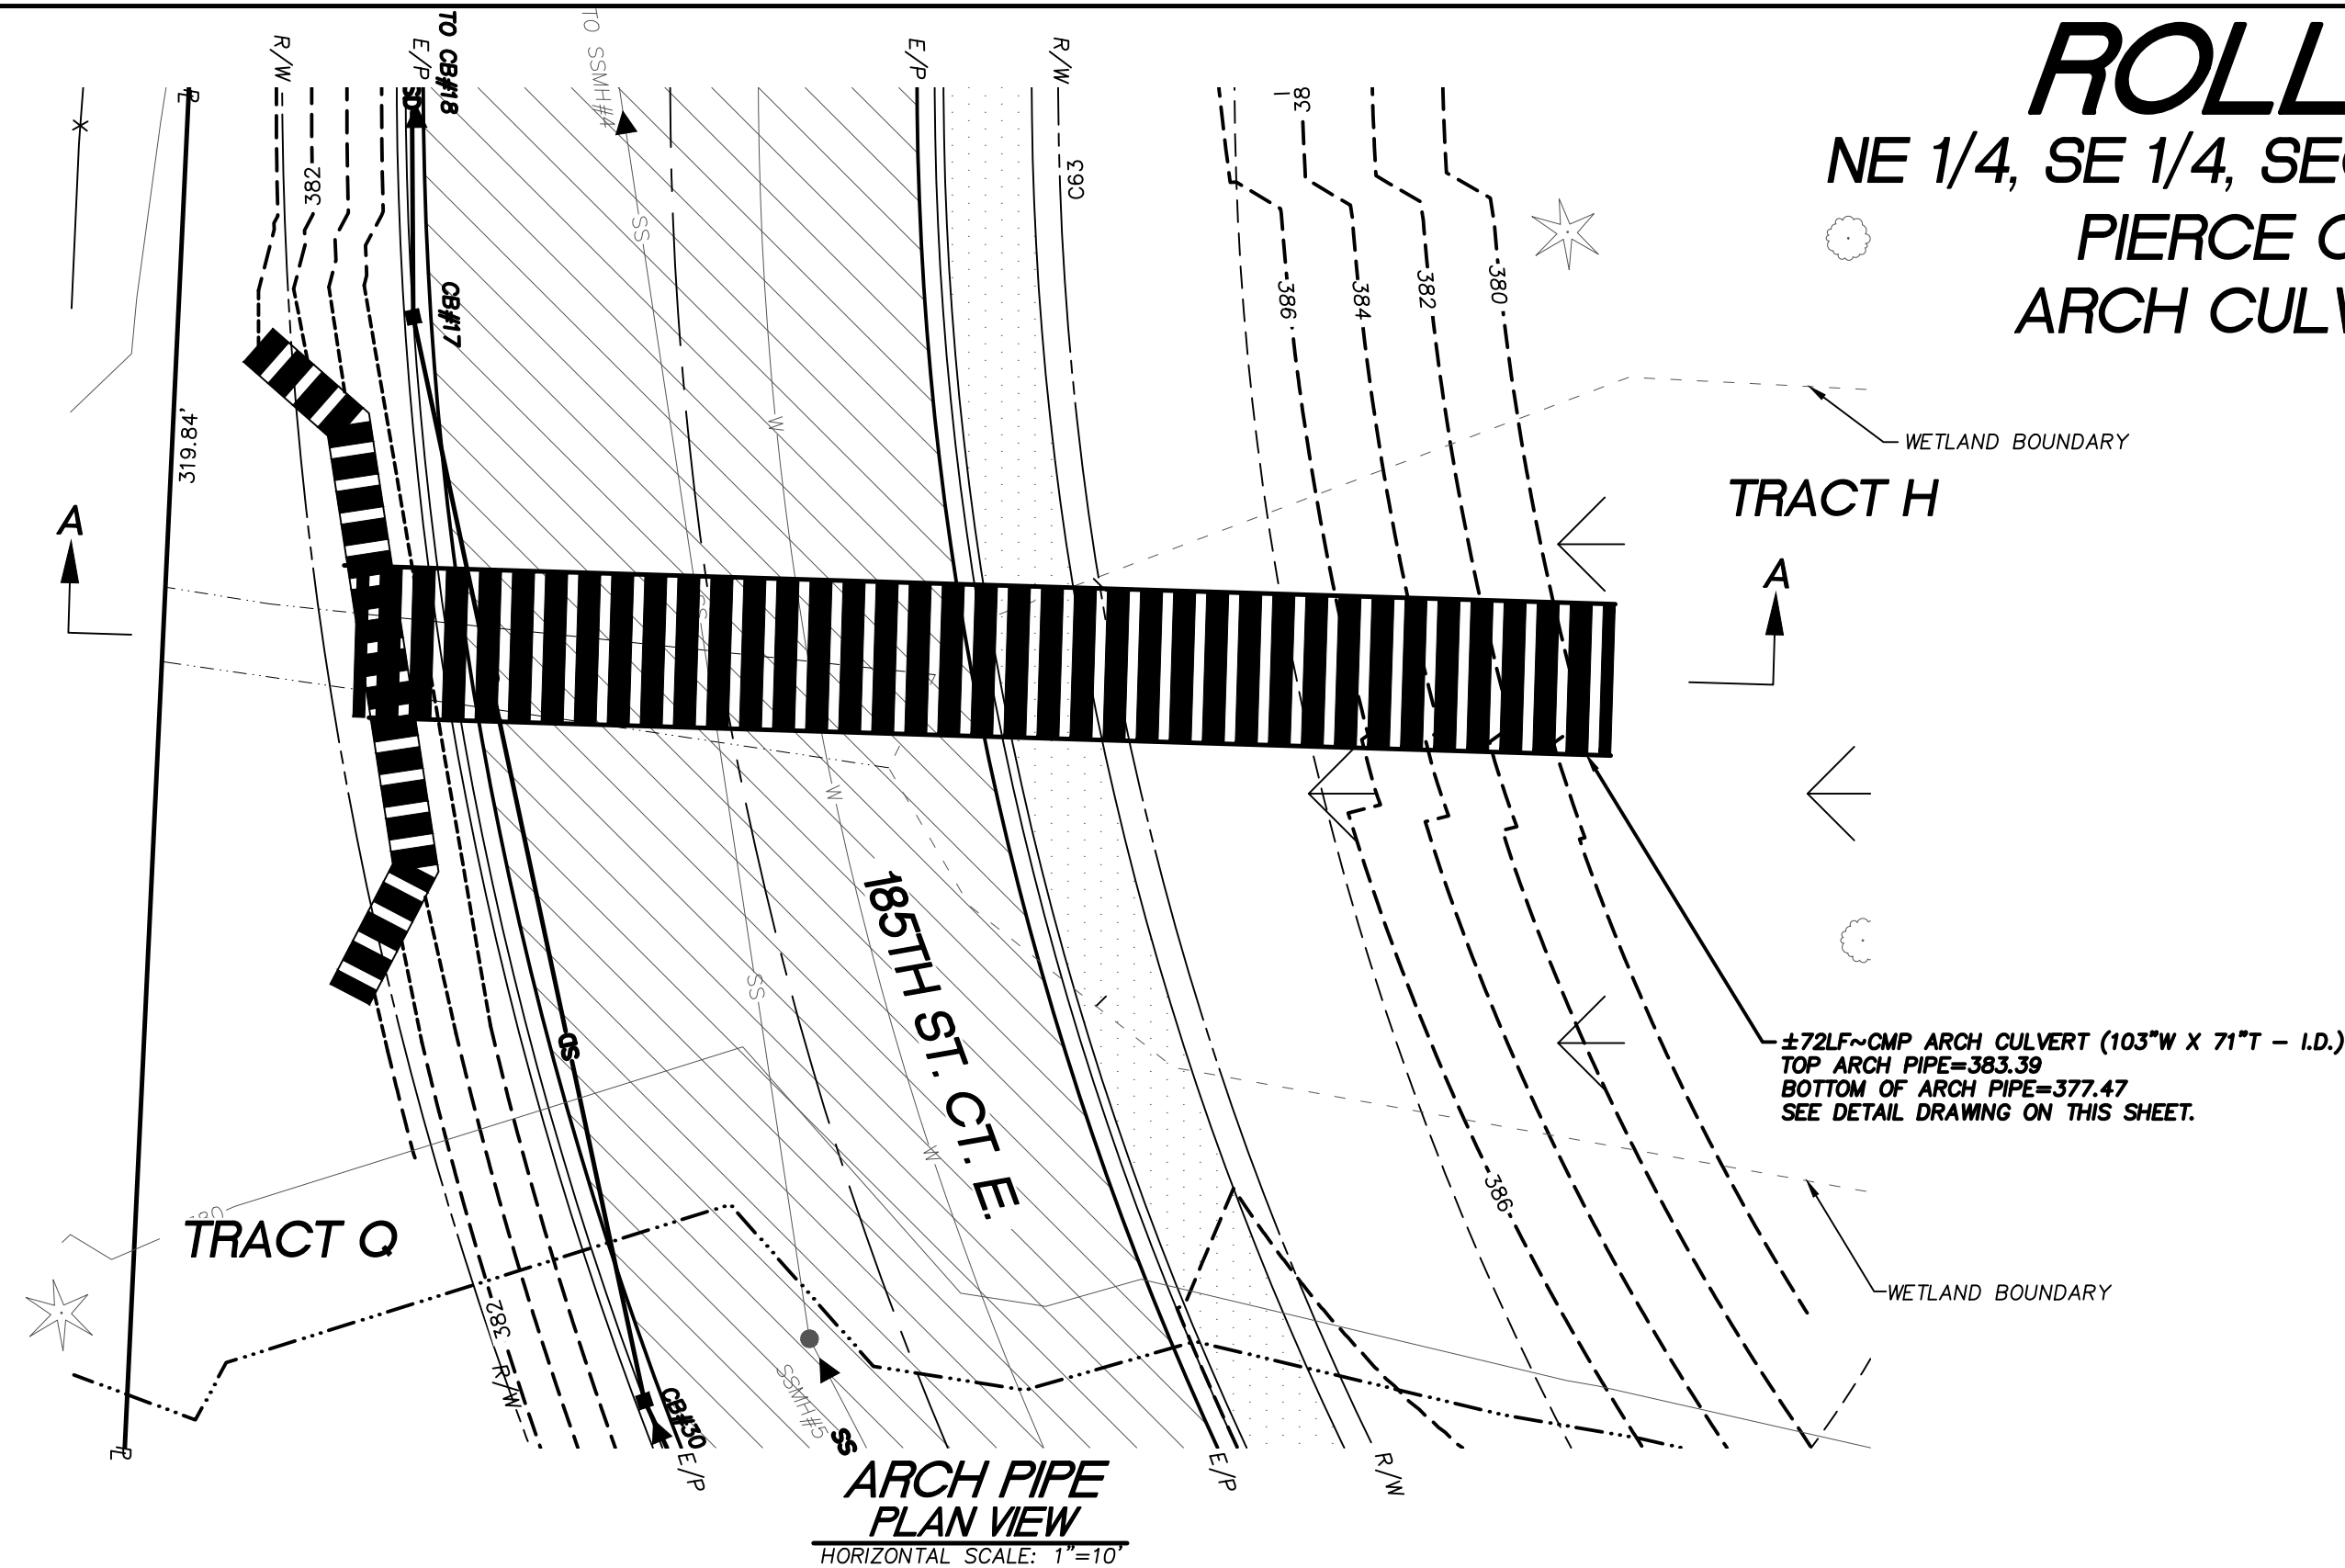 ROLL
NE 1/4, SE 1/4, SEC
PIERCE C
ARCH CULV
R/W
E/P
TO CB#18
SD
TO SSMH#4
E/P
R/W
38
PL
382
C63
SS
CB#17
386
384
382
380
319.84'
W
WETLAND BOUNDARY
TRACT H
A
A
SS
W
185TH ST. CT. E.
SS
SD
W
±72LF~CMP ARCH CULVERT (103"W X 71"T - I.D.)
TOP ARCH PIPE=383.39
BOTTOM OF ARCH PIPE=377.47
SEE DETAIL DRAWING ON THIS SHEET.
386
TRACT Q
WETLAND BOUNDARY
382
R/W
CB#30
SSMH#5
SS
PL
E/P
E/P
R/W
ARCH PIPE
PLAN VIEW
HORIZONTAL SCALE: 1"=10'